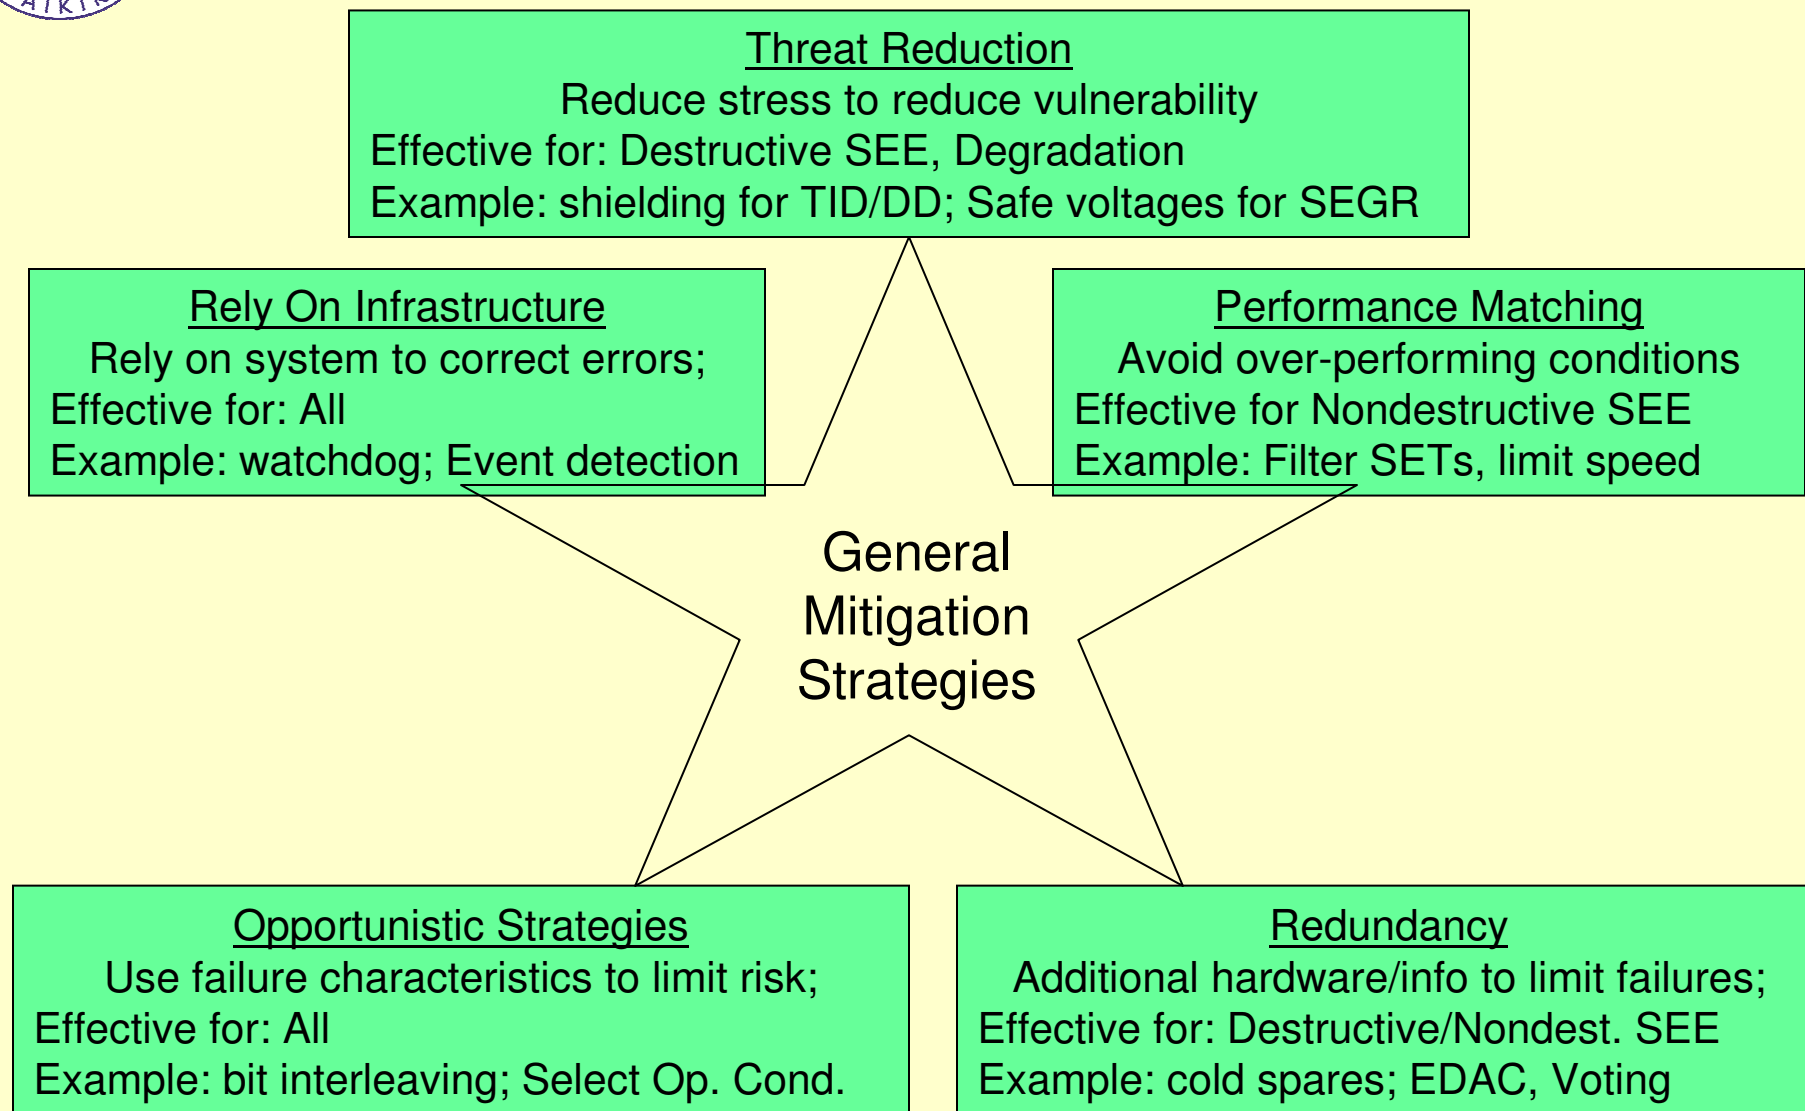 Threat Reduction
Reduce stress to reduce vulnerability
Effective for: Destructive SEE, Degradation
Example: shielding for TID/DD; Safe voltages for SEGR
Rely On Infrastructure
Rely on system to correct errors;
Effective for: All
Example: watchdog; Event detection
Performance Matching
Avoid over-performing conditions
Effective for Nondestructive SEE
Example: Filter SETs, limit speed
General
Mitigation
Strategies
Opportunistic Strategies
Use failure characteristics to limit risk;
Effective for: All
Example: bit interleaving; Select Op. Cond.
Redundancy
Additional hardware/info to limit failures;
Effective for: Destructive/Nondest. SEE
Example: cold spares; EDAC, Voting